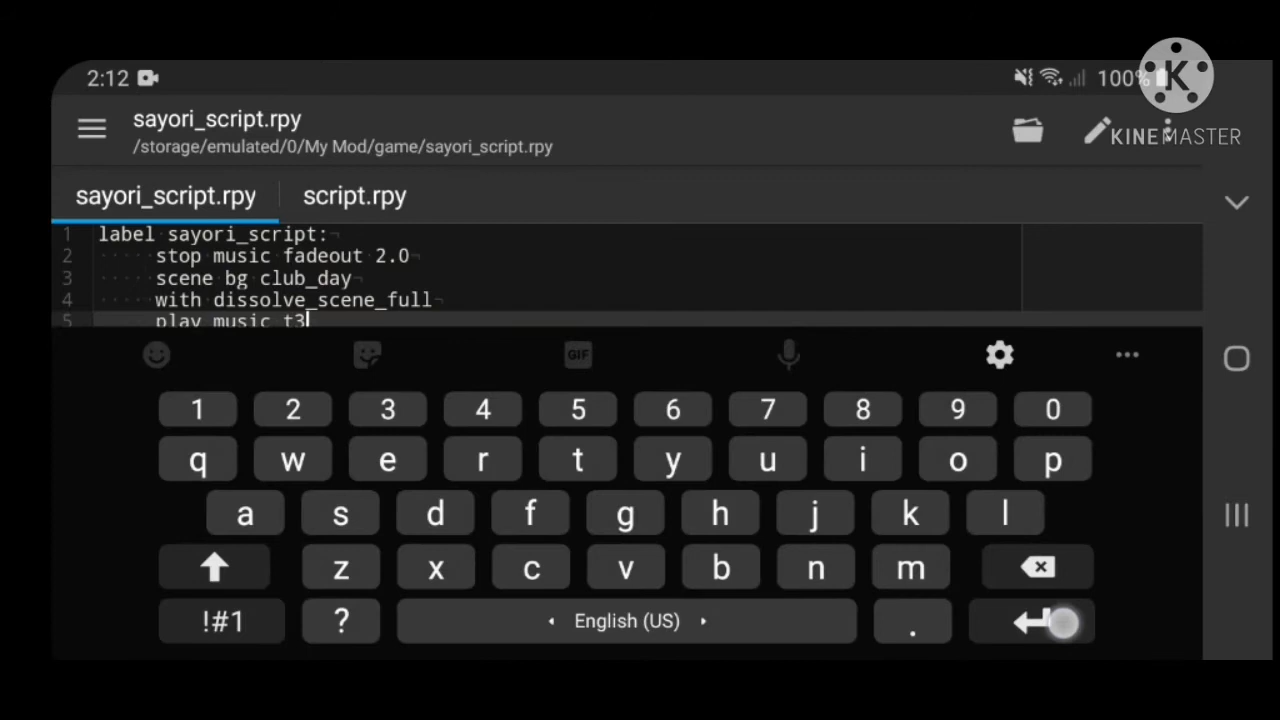 2:12 100%
sayori_script.rpy
/storage/emulated/0/My Mod/game/sayori_script.rpy
K
KINEMASTER
sayori_script.rpy script.rpy
1 label sayori_script:
2 stop music fadeout 2.0
3 scene bg club_day
4 with dissolve_scene_full
5 play music t3
GIF
1 2 3 4 5 6 7 8 9 0
q w e r t y u i o p
a s d f g h j k l
z x c v b n m
!#1 ? English (US) .